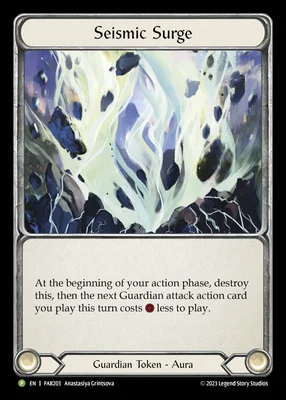 Seismic Surge
At the beginning of your action phase, destroy
this, then the next Guardian attack action card
you play this turn costs less to play.
Guardian Token - Aura
P EN | FAB203 Anastasiya Grintsova © 2023 Legend Story Studios